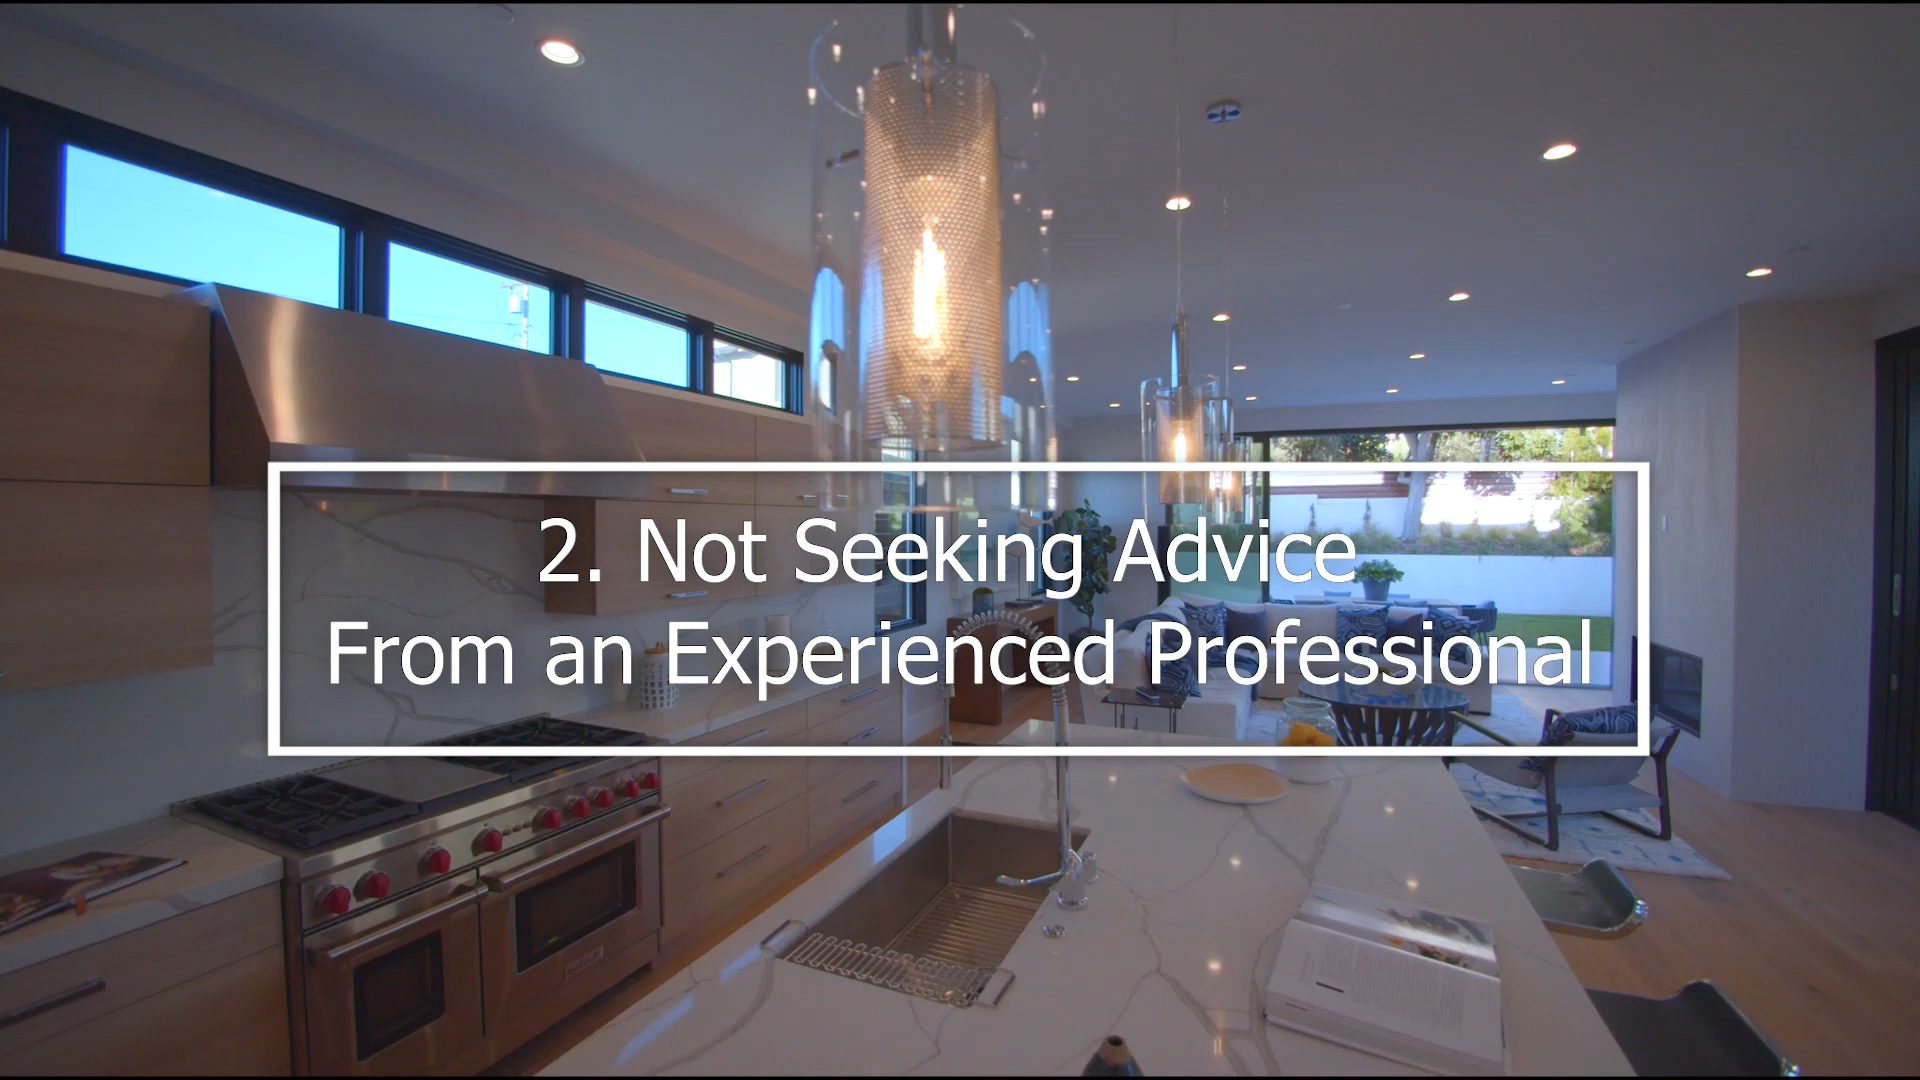 2. Not Seeking Advice
From an Experienced Professional